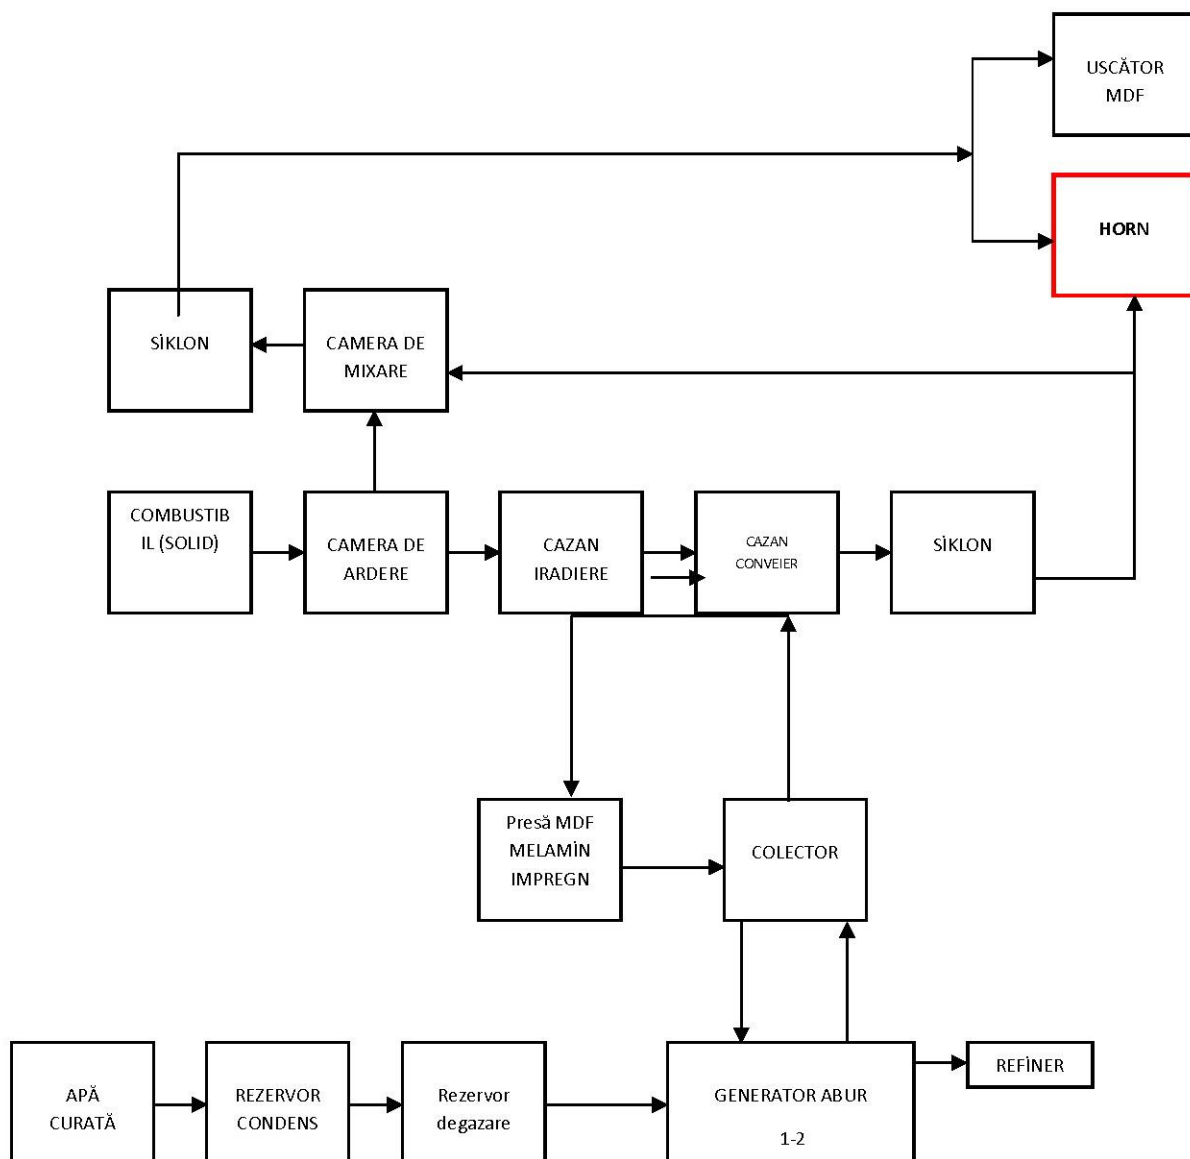 USCĂTOR
MDF
HORN
SİKLON
CAMERA DE
MIXARE
COMBUSTIB
IL (SOLID)
CAMERA DE
ARDERE
CAZAN
IRADIERE
CAZAN
CONVEIER
SİKLON
Presă MDF
MELAMİN
IMPREGN
COLECTOR
APĂ
CURATĂ
REZERVOR
CONDENS
Rezervor
degazare
GENERATOR ABUR
1-2
REFİNER